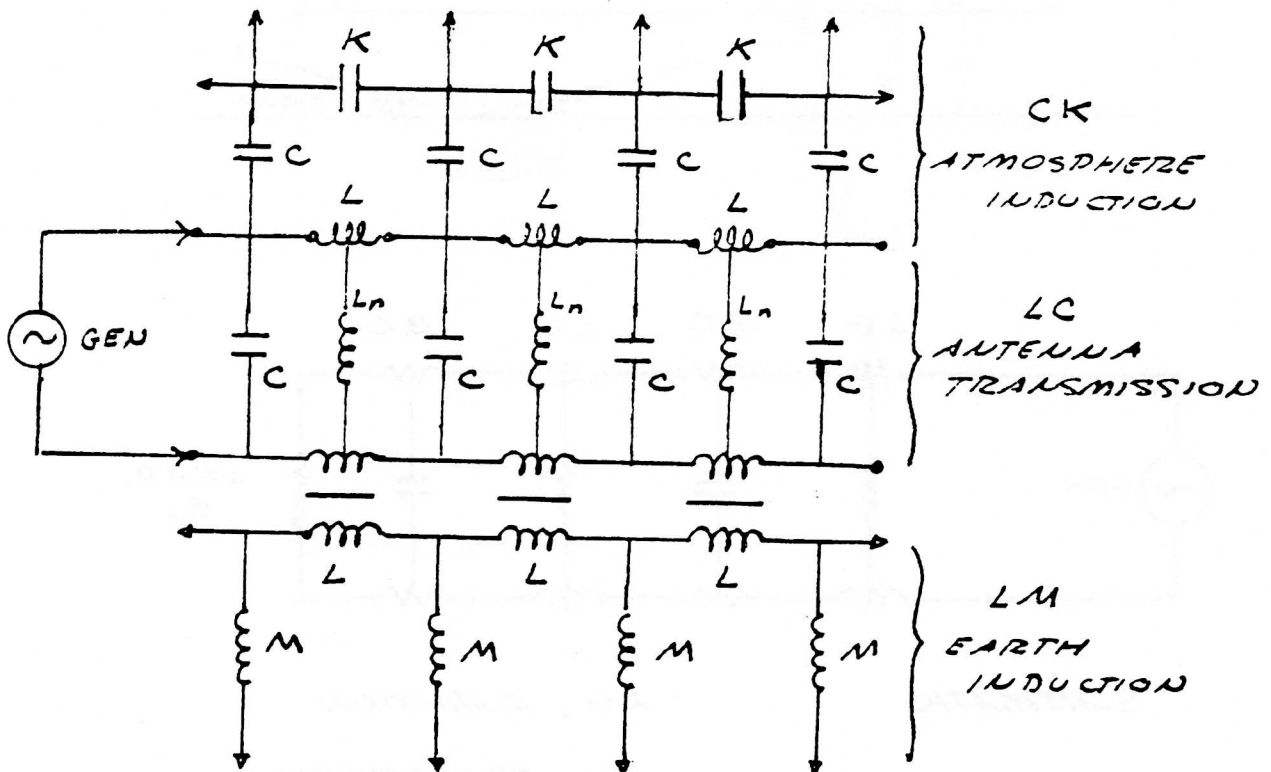 K K K
CK
ATMOSPHERE
INDUCTION
C C C C
L L L
GEN
Ln Ln Ln
LC
ANTENNA
TRANSMISSION
C C C C
L L L
LM
EARTH
INDUCTION
M M M M